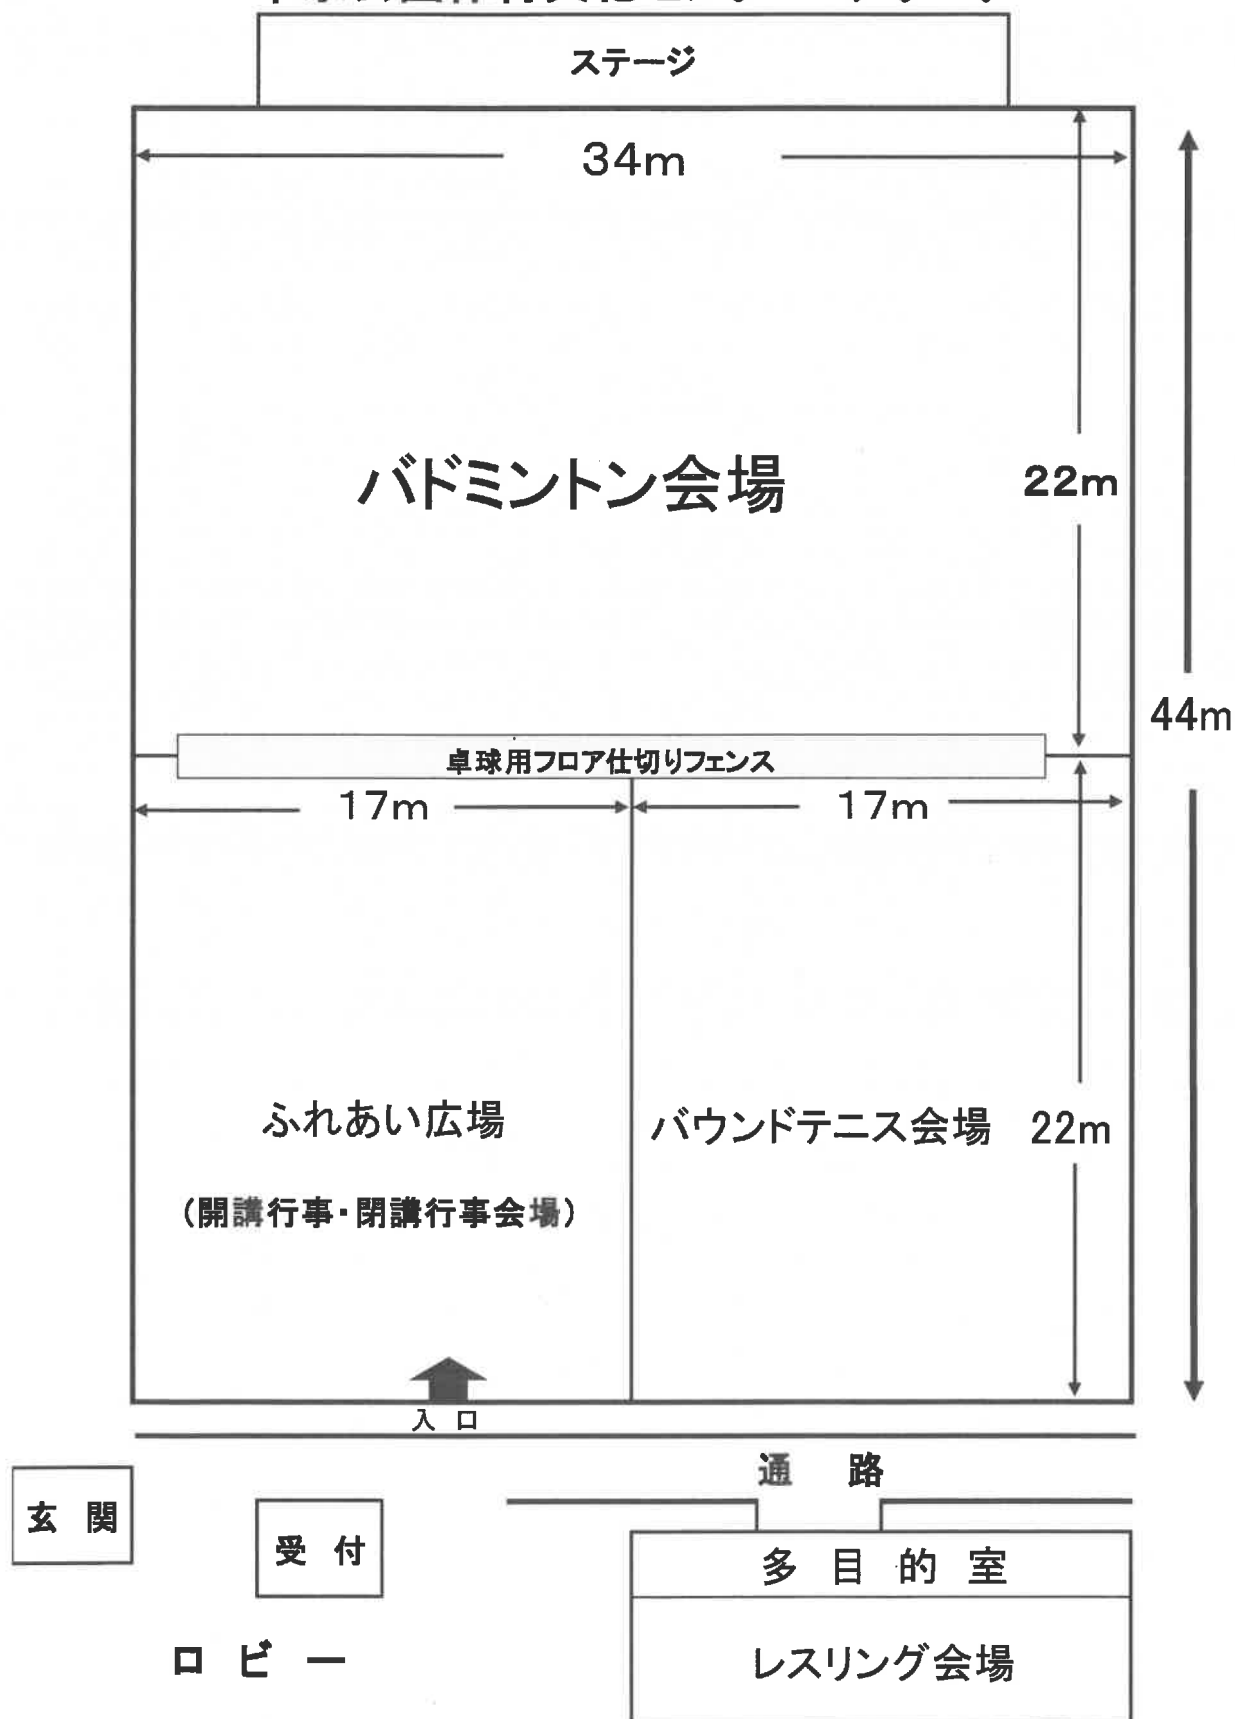 ステージ
34m
バドミントン会場
22m
44m
卓球用フロア仕切りフェンス
17m
17m
ふれあい広場
バウンドテニス会場
22m
(開講行事・閉講行事会場)
入 口
通 路
玄 関
受 付
多 目 的 室
ロ ビ ー
レスリング会場